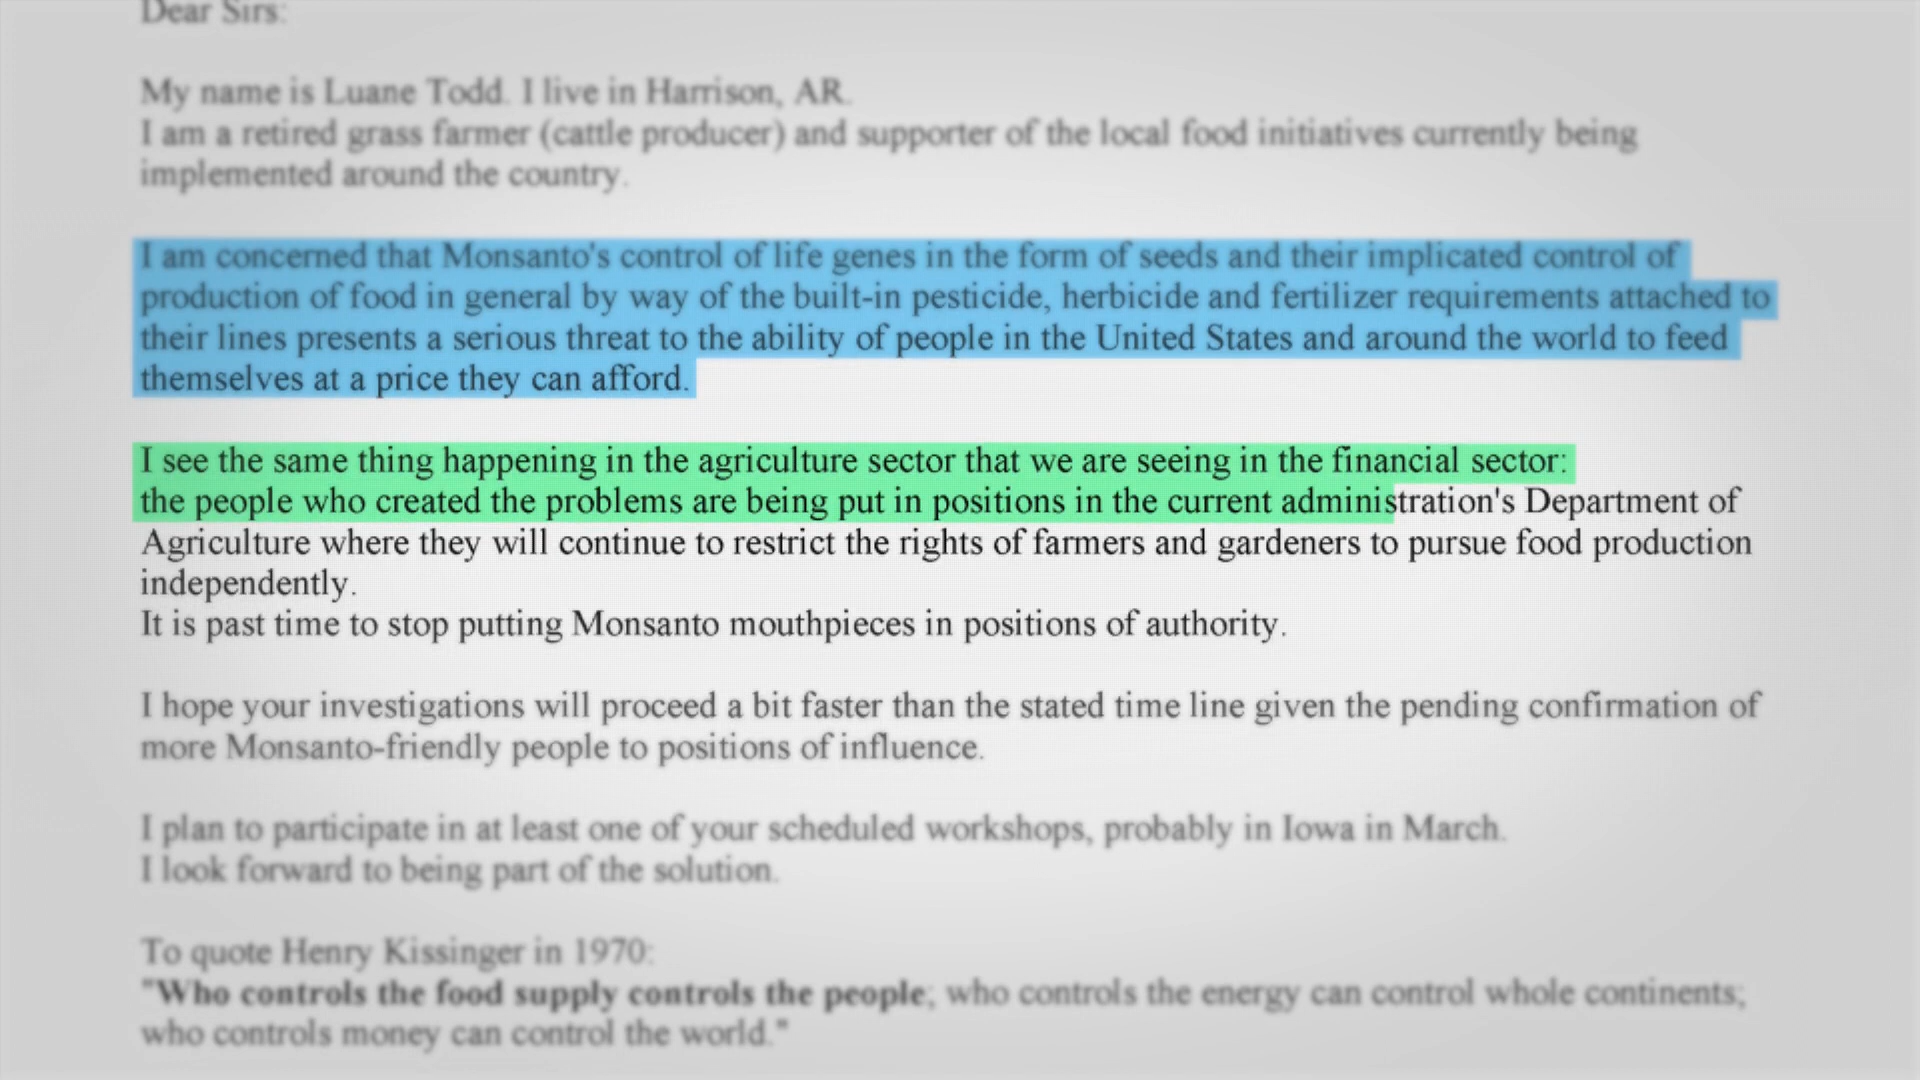 Dear Sirs:
My name is Luane Todd. I live in Harrison, AR.
I am a retired grass farmer (cattle producer) and supporter of the local food initiatives currently being
implemented around the country.
I am concerned that Monsanto's control of life genes in the form of seeds and their implicated control of
production of food in general by way of the built-in pesticide, herbicide and fertilizer requirements attached to
their lines presents a serious threat to the ability of people in the United States and around the world to feed
themselves at a price they can afford.
I see the same thing happening in the agriculture sector that we are seeing in the financial sector:
the people who created the problems are being put in positions in the current administration's Department of
Agriculture where they will continue to restrict the rights of farmers and gardeners to pursue food production
independently.
It is past time to stop putting Monsanto mouthpieces in positions of authority.
I hope your investigations will proceed a bit faster than the stated time line given the pending confirmation of
more Monsanto-friendly people to positions of influence.
I plan to participate in at least one of your scheduled workshops, probably in Iowa in March.
I look forward to being part of the solution.
To quote Henry Kissinger in 1970:
"Who controls the food supply controls the people; who controls the energy can control whole continents;
who controls money can control the world."